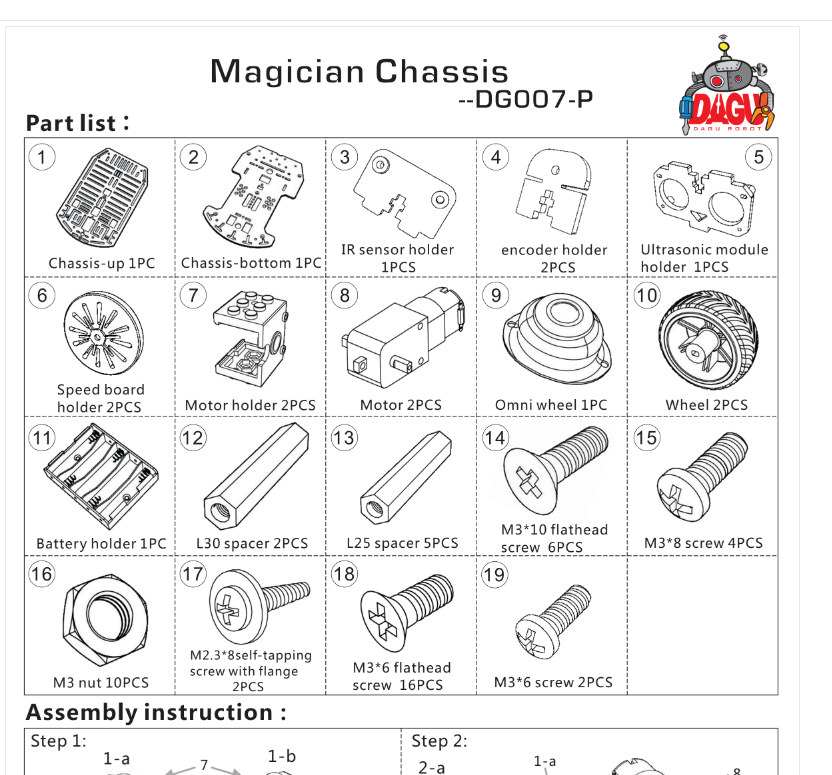 Magician Chassis
--DG007-P
DAGU
DAGU ROBOT
Part list :
1
Chassis-up 1PC
2
Chassis-bottom 1PC
3
IR sensor holder
1PCS
4
encoder holder
2PCS
5
Ultrasonic module
holder 1PCS
6
Speed board
holder 2PCS
7
Motor holder 2PCS
8
Motor 2PCS
9
Omni wheel 1PC
10
Wheel 2PCS
11
Battery holder 1PC
12
L30 spacer 2PCS
13
L25 spacer 5PCS
14
M3*10 flathead
screw 6PCS
15
M3*8 screw 4PCS
16
M3 nut 10PCS
17
M2.3*8self-tapping
screw with flange
2PCS
18
M3*6 flathead
screw 16PCS
19
M3*6 screw 2PCS
Assembly instruction :
Step 1:
1-a
7
1-b
Step 2:
2-a
1-a
8